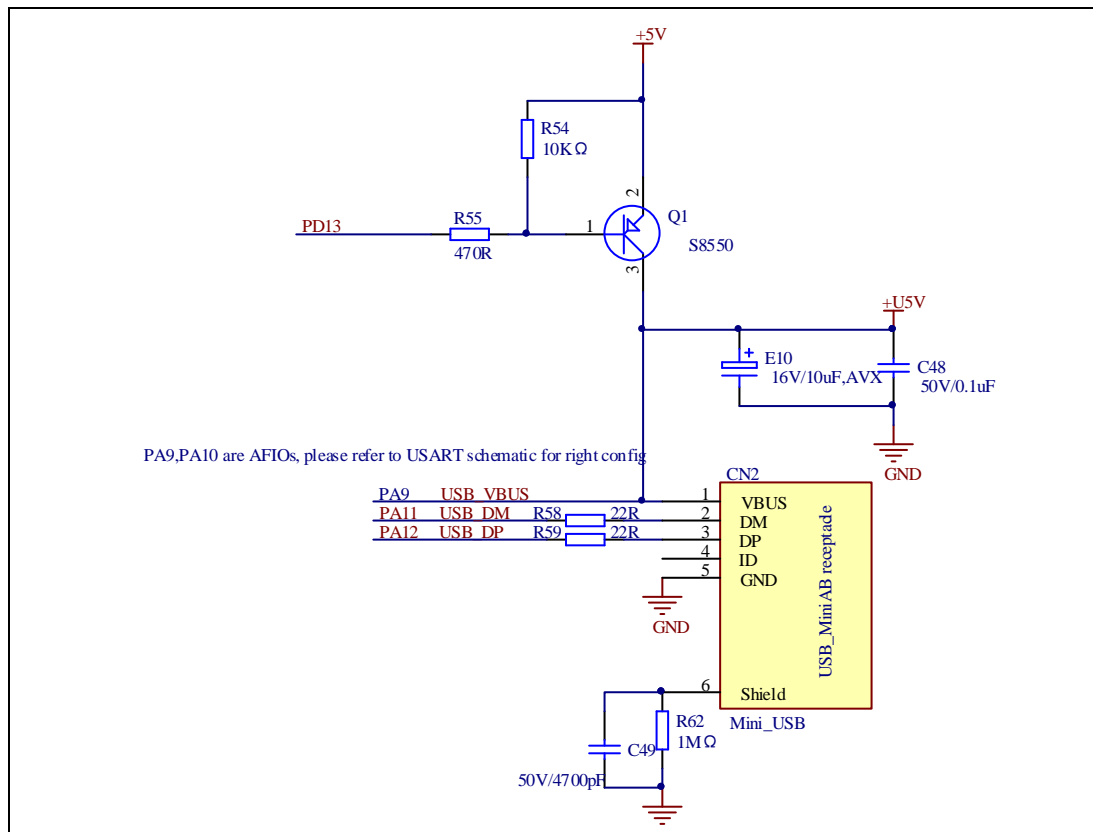 +5V
R54
10KΩ
2
Q1
PD13
R55
1
470R
S8550
3
+U5V
E10
16V/10uF,AVX
C48
50V/0.1uF
PA9,PA10 are AFIOs, please refer to USART schematic for right config
GND
CN2
PA9 USB_VBUS 1 VBUS
PA11 USB_DM R58 22R 2 DM
PA12 USB_DP R59 22R 3 DP
4 ID
5 GND
GND
USB_MiniAB receptade
6 Shield
R62
1MΩ
Mini_USB
C49
50V/4700pF